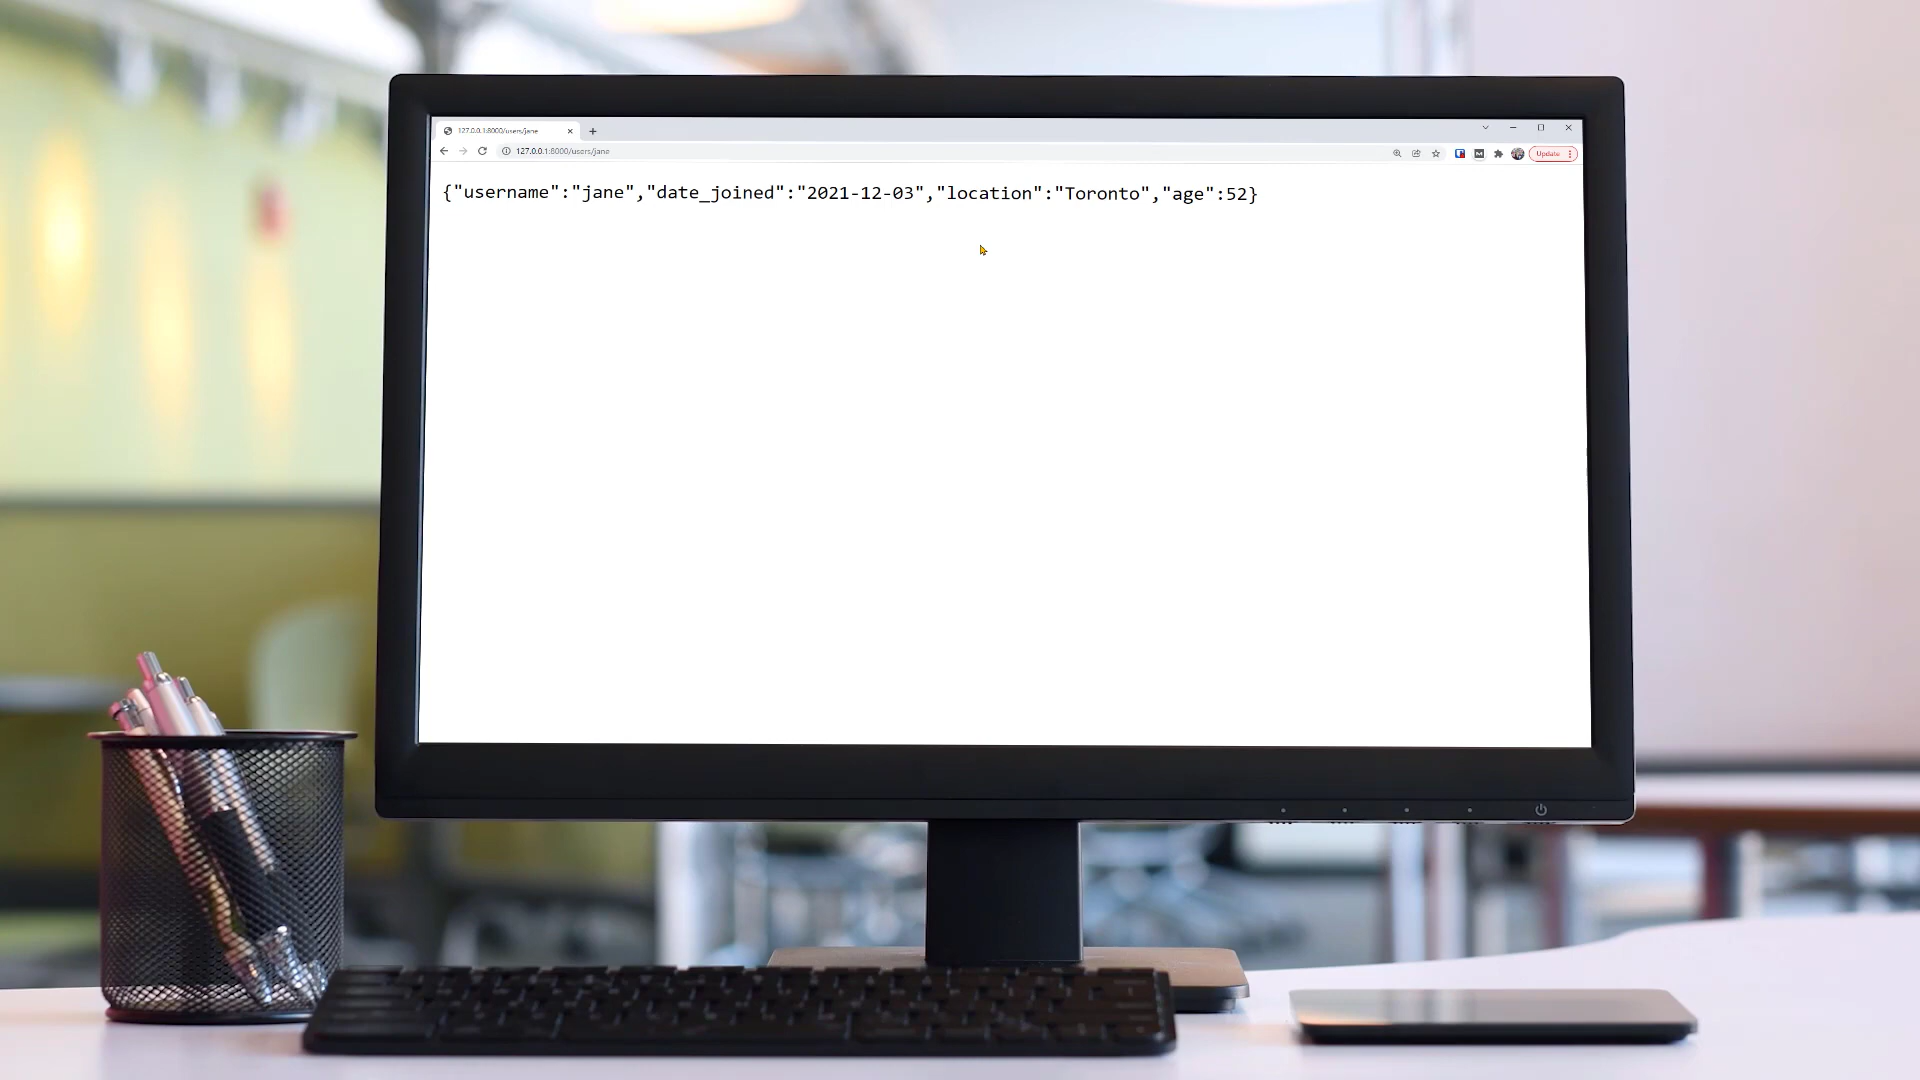 127.0.0.1:8000/users/jane
127.0.0.1:8000/users/jane
Update
{"username":"jane","date_joined":"2021-12-03","location":"Toronto","age":52}